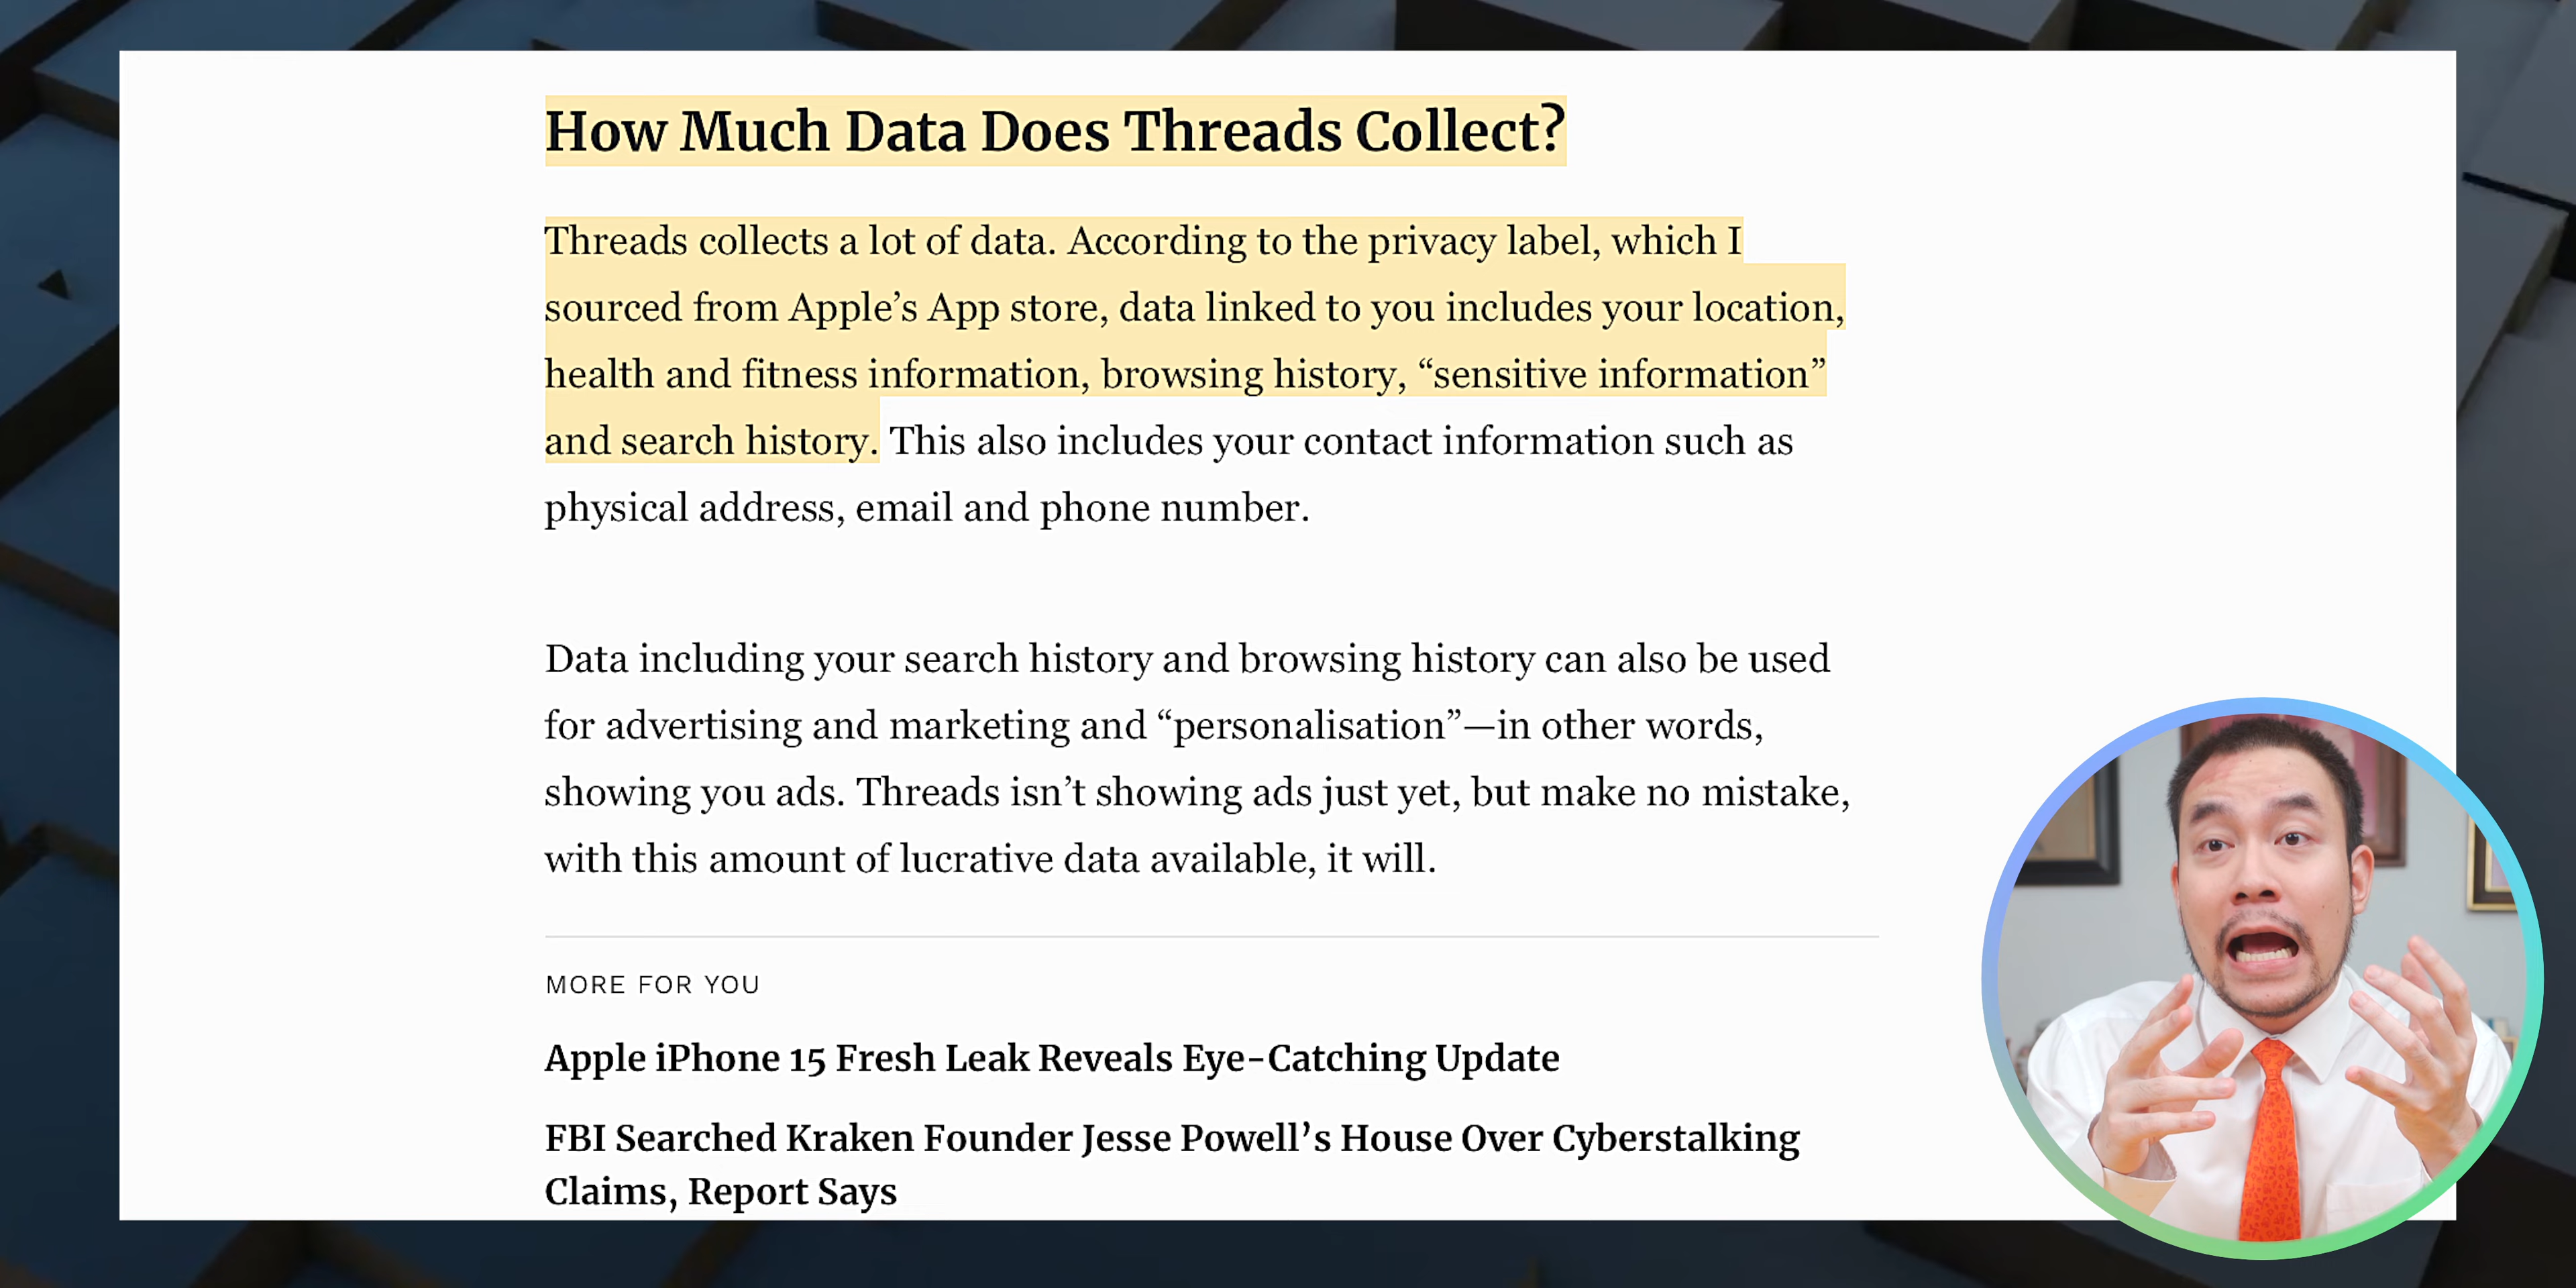 How Much Data Does Threads Collect?
Threads collects a lot of data. According to the privacy label, which I
sourced from Apple’s App store, data linked to you includes your location,
health and fitness information, browsing history, “sensitive information”
and search history. This also includes your contact information such as
physical address, email and phone number.
Data including your search history and browsing history can also be used
for advertising and marketing and “personalisation”—in other words,
showing you ads. Threads isn’t showing ads just yet, but make no mistake,
with this amount of lucrative data available, it will.
MORE FOR YOU
Apple iPhone 15 Fresh Leak Reveals Eye-Catching Update
FBI Searched Kraken Founder Jesse Powell’s House Over Cyberstalking
Claims, Report Says